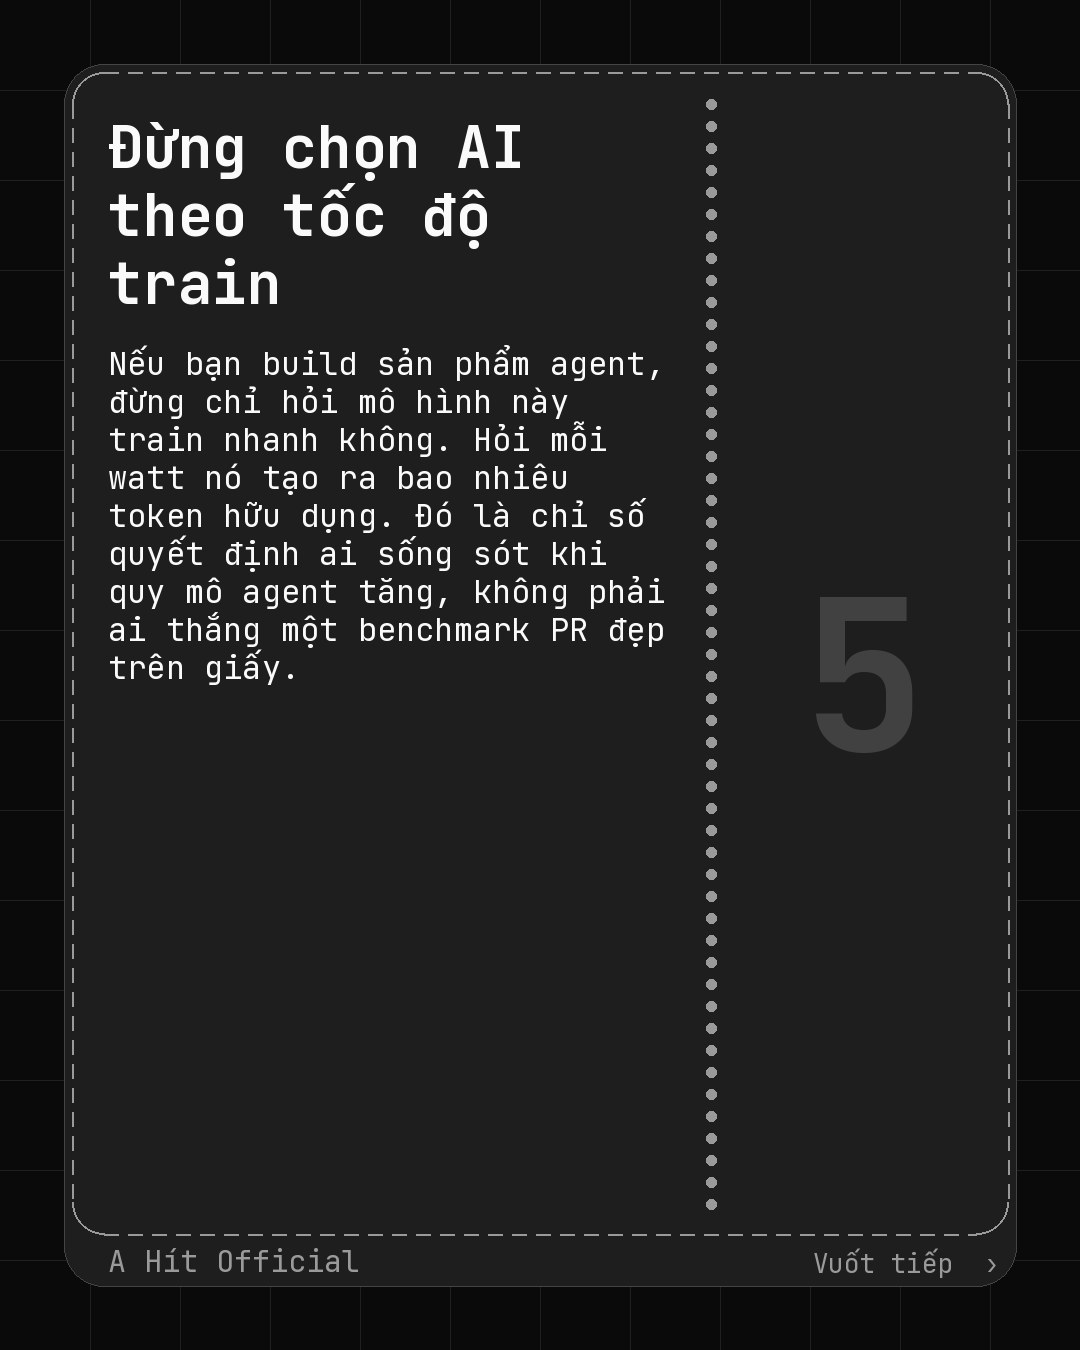 Đừng chọn AI
theo tốc độ
train
Nếu bạn build sản phẩm agent,
đừng chỉ hỏi mô hình này
train nhanh không. Hỏi mỗi
watt nó tạo ra bao nhiêu
token hữu dụng. Đó là chỉ số
quyết định ai sống sót khi
quy mô agent tăng, không phải
ai thắng một benchmark PR đẹp
trên giấy.
5
A Hít Official
Vuốt tiếp ›